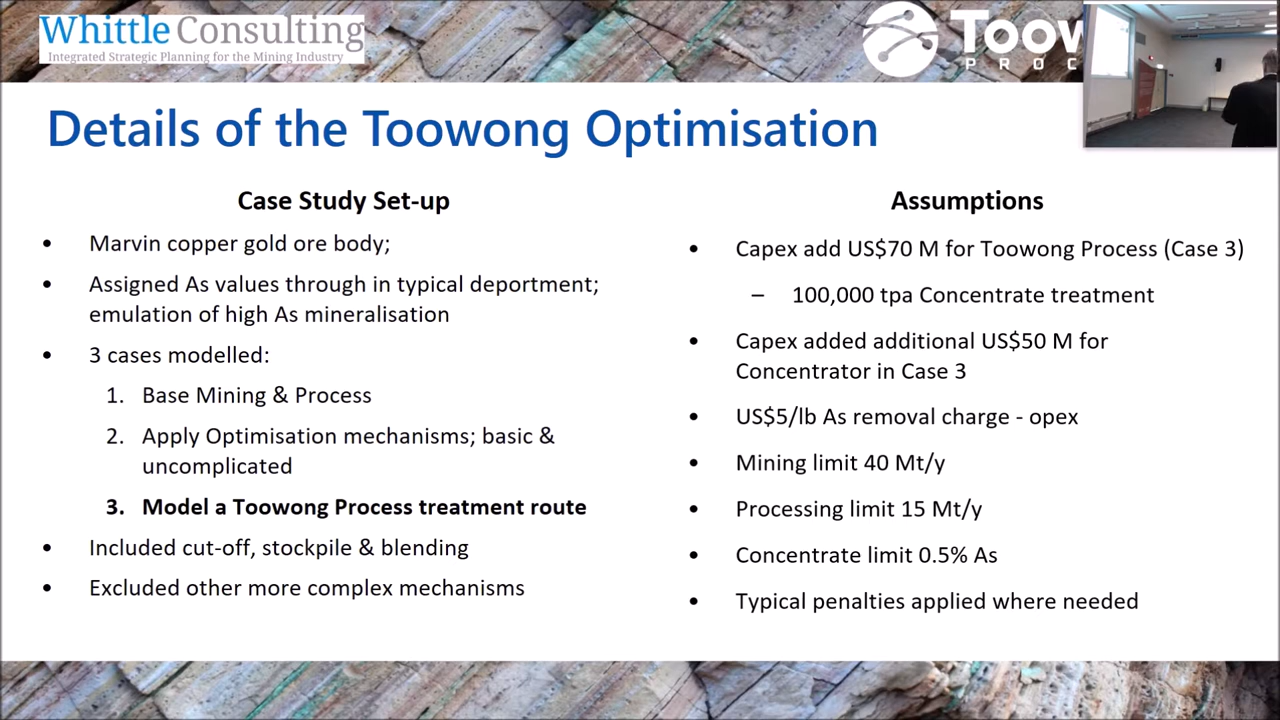 Whittle Consulting
Integrated Strategic Planning for the Mining Industry
Details of the Toowong Optimisation
Case Study Set-up
• Marvin copper gold ore body;
• Assigned As values through in typical deportment;
emulation of high As mineralisation
• 3 cases modelled:
1. Base Mining & Process
2. Apply Optimisation mechanisms; basic &
uncomplicated
3. Model a Toowong Process treatment route
• Included cut-off, stockpile & blending
• Excluded other more complex mechanisms
Assumptions
• Capex add US$70 M for Toowong Process (Case 3)
– 100,000 tpa Concentrate treatment
• Capex added additional US$50 M for
Concentrator in Case 3
• US$5/lb As removal charge - opex
• Mining limit 40 Mt/y
• Processing limit 15 Mt/y
• Concentrate limit 0.5% As
• Typical penalties applied where needed